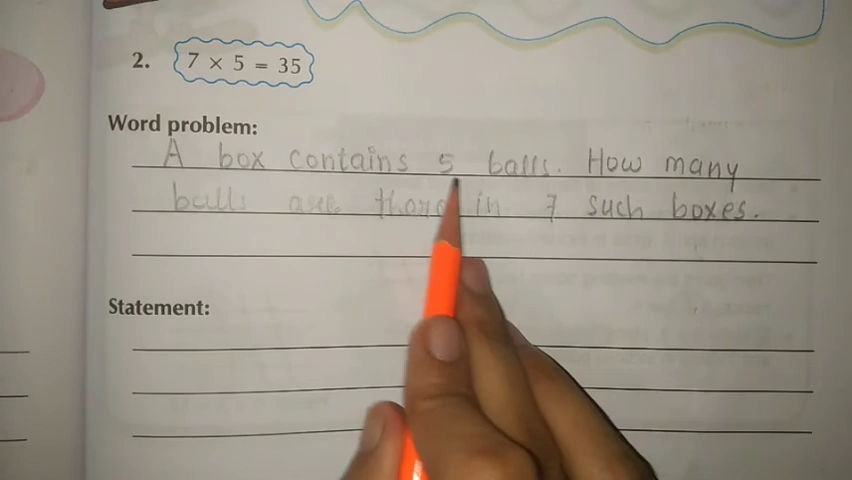 2. 7 × 5 = 35
Word problem:
A box contains 5 balls. How many
balls are there in 7 such boxes.
Statement: